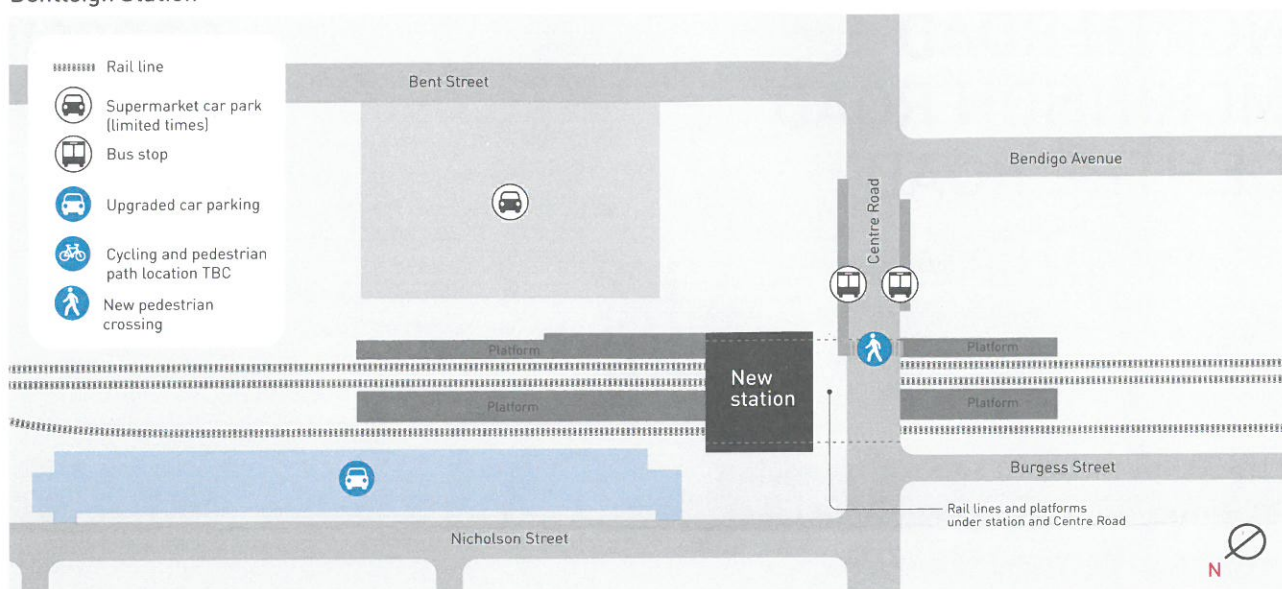 Bentleigh Station
Rail line
Supermarket car park
(limited times)
Bus stop
Upgraded car parking
Cycling and pedestrian
path location TBC
New pedestrian
crossing
Bent Street
Bendigo Avenue
Centre Road
Platform
Platform
New
station
Platform
Platform
Burgess Street
Rail lines and platforms
under station and Centre Road
Nicholson Street
N